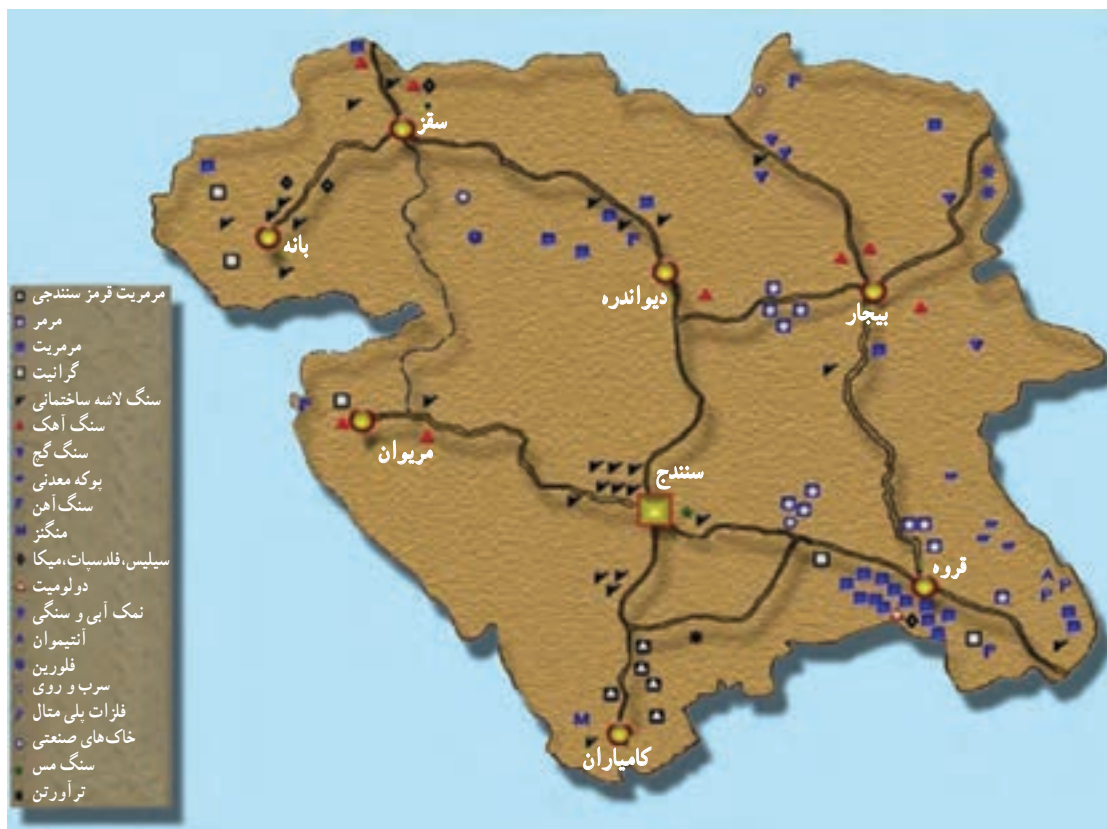 سقز
بانه
دیواندره
بیجار
مریوان
سنندج
قروه
کامیاران
مرمریت قرمز سنندجی
مرمر
مرمریت
گرانیت
سنگ لاشه ساختمانی
سنگ آهک
سنگ گچ
پوکه معدنی
سنگ آهن
منگنز
سیلیس،فلدسپات،میکا
دولومیت
نمک آبی و سنگی
آنتیموان
فلورین
سرب و روی
فلزات پلی متال
خاک‌های صنعتی
سنگ مس
ترآورتن